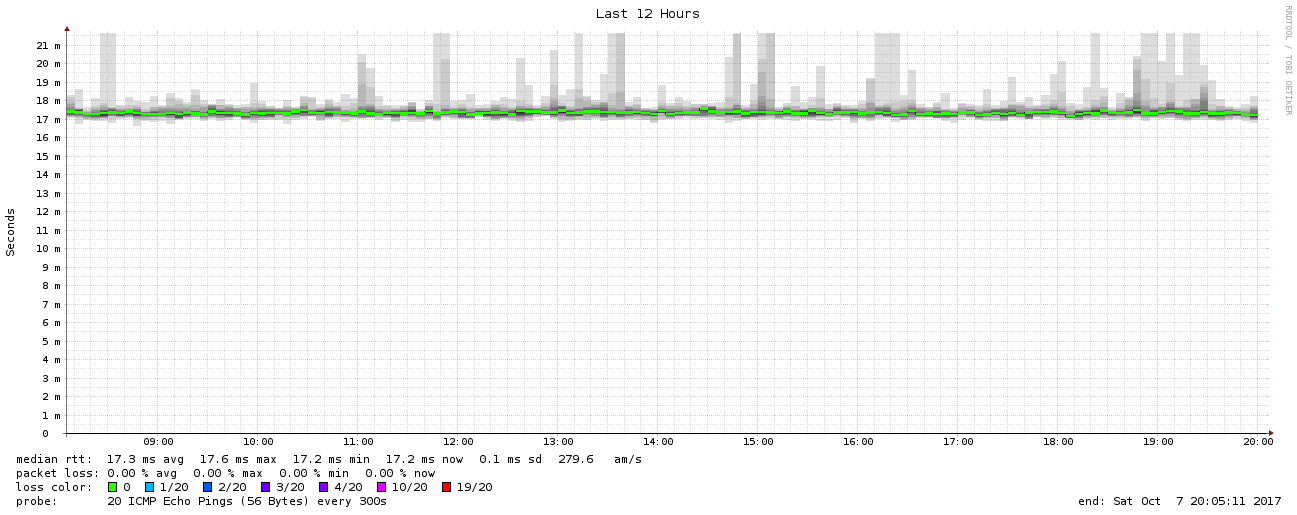 Last 12 Hours
RRDTOOL / TOBI OETIKER
Seconds
21 m
20 m
19 m
18 m
17 m
16 m
15 m
14 m
13 m
12 m
11 m
10 m
9 m
8 m
7 m
6 m
5 m
4 m
3 m
2 m
1 m
0
09:00 10:00 11:00 12:00 13:00 14:00 15:00 16:00 17:00 18:00 19:00 20:00
median rtt: 17.3 ms avg 17.6 ms max 17.2 ms min 17.2 ms now 0.1 ms sd 279.6 am/s
packet loss: 0.00 % avg 0.00 % max 0.00 % min 0.00 % now
loss color: 0 1/20 2/20 3/20 4/20 10/20 19/20
probe: 20 ICMP Echo Pings (56 Bytes) every 300s end: Sat Oct 7 20:05:11 2017